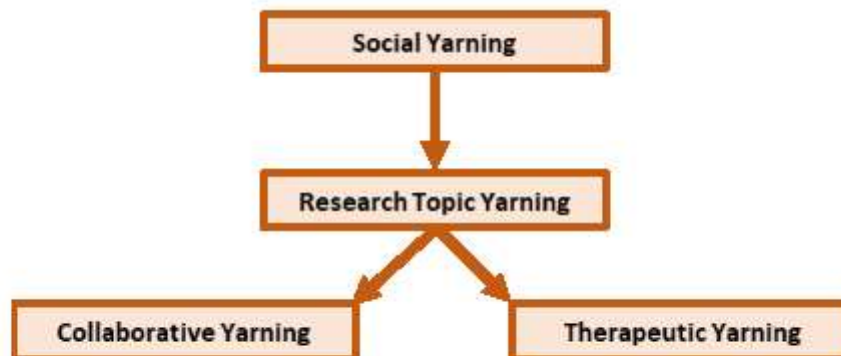 Social Yarning
Research Topic Yarning
Collaborative Yarning
Therapeutic Yarning